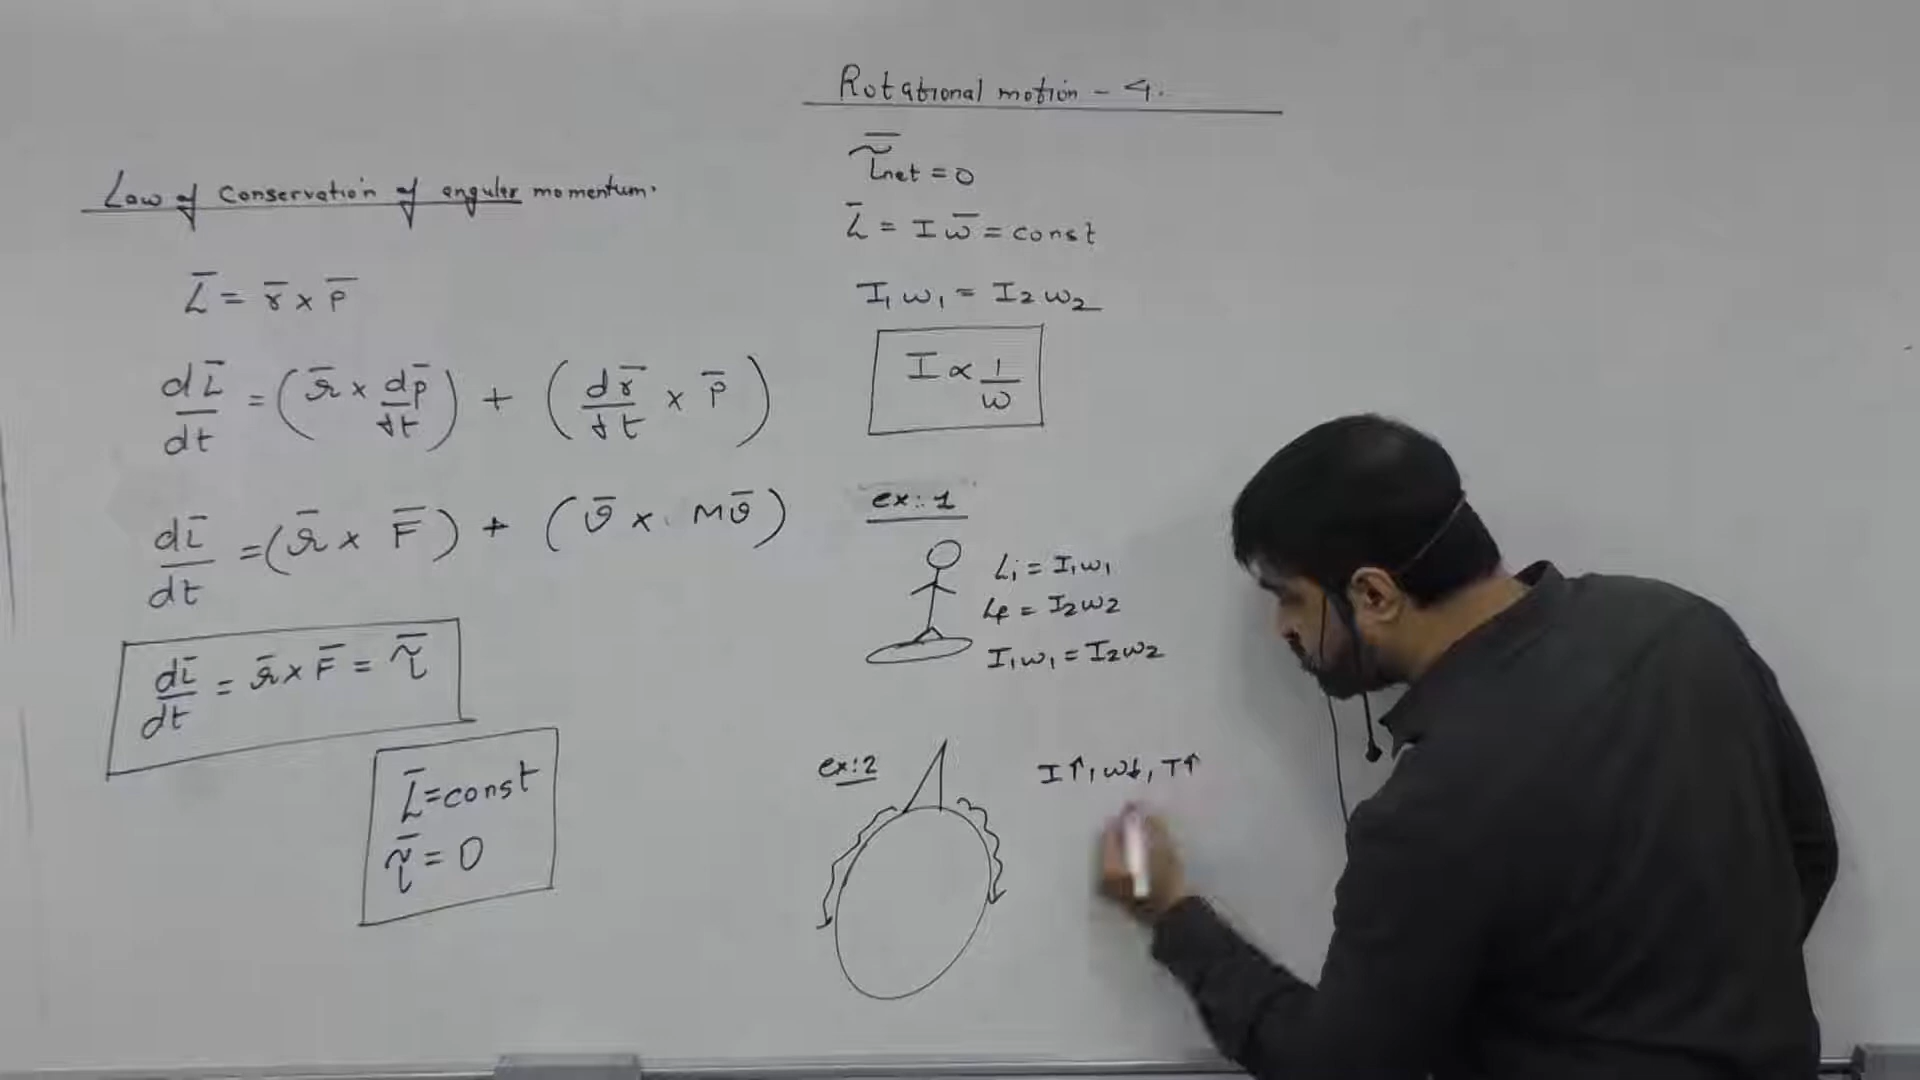 Rotational motion - 4.
Law of Conservation of angular momentum.
L̄ = r̄ × p̄
dL̄/dt = (r̄ × dp̄/dt) + (dr̄/dt × p̄)
dL̄/dt = (r̄ × F̄) + (v̄ × Mv̄)
dL̄/dt = r̄ × F̄ = τ̄
L̄ = const
τ̄ = 0
τ̄net = 0
L̄ = I ω̄ = const
I₁ω₁ = I₂ω₂
I ∝ 1/ω
ex: 1
Lᵢ = I₁ω₁
L𝒻 = I₂ω₂
I₁ω₁ = I₂ω₂
ex: 2
I↑, ω↓, T↑